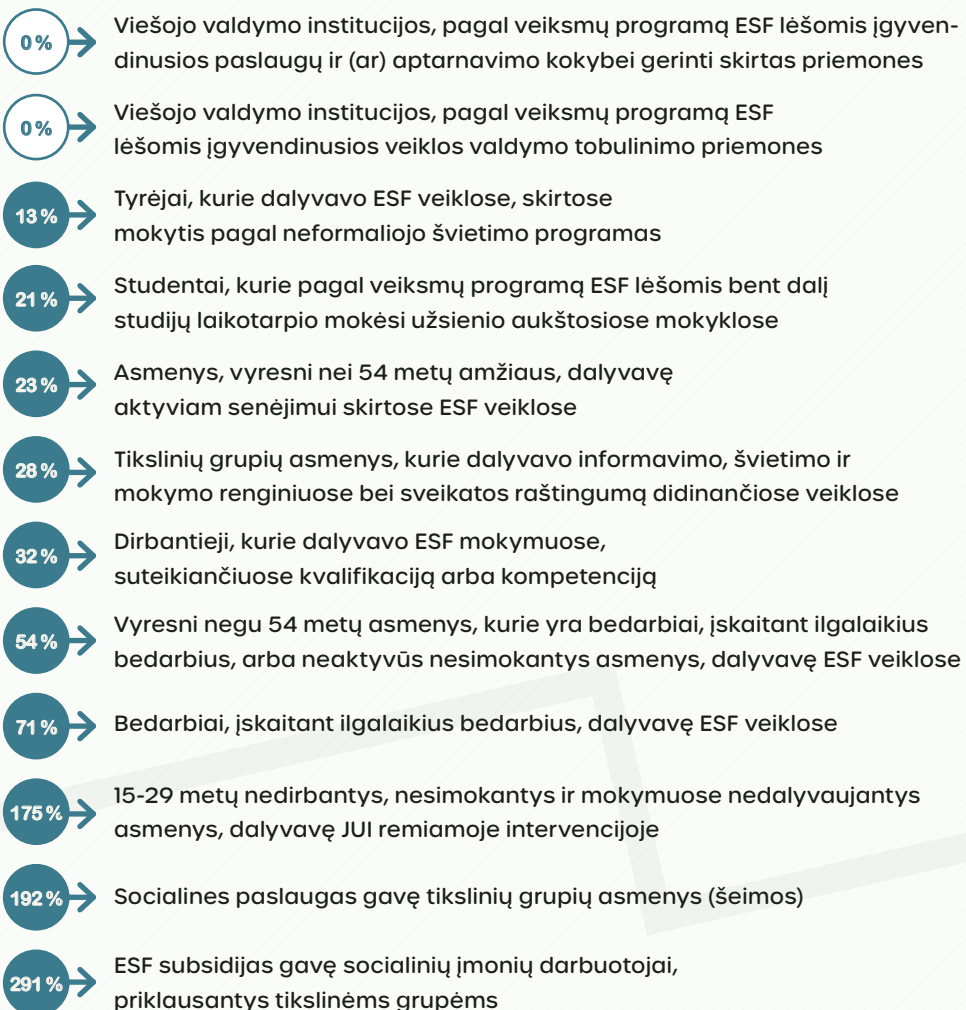 0 %
Viešojo valdymo institucijos, pagal veiksmų programą ESF lėšomis įgyven-
dinusios paslaugų ir (ar) aptarnavimo kokybei gerinti skirtas priemones
0 %
Viešojo valdymo institucijos, pagal veiksmų programą ESF
lėšomis įgyvendinusios veiklos valdymo tobulinimo priemones
13 %
Tyrėjai, kurie dalyvavo ESF veiklose, skirtose
mokytis pagal neformaliojo švietimo programas
21 %
Studentai, kurie pagal veiksmų programą ESF lėšomis bent dalį
studijų laikotarpio mokėsi užsienio aukštosiose mokyklose
23 %
Asmenys, vyresni nei 54 metų amžiaus, dalyvavę
aktyviam senėjimui skirtose ESF veiklose
28 %
Tikslinių grupių asmenys, kurie dalyvavo informavimo, švietimo ir
mokymo renginiuose bei sveikatos raštingumą didinančiose veiklose
32 %
Dirbantieji, kurie dalyvavo ESF mokymuose,
suteikiančiuose kvalifikaciją arba kompetenciją
54 %
Vyresni negu 54 metų asmenys, kurie yra bedarbiai, įskaitant ilgalaikius
bedarbius, arba neaktyvūs nesimokantys asmenys, dalyvavę ESF veiklose
71 %
Bedarbiai, įskaitant ilgalaikius bedarbius, dalyvavę ESF veiklose
175 %
15-29 metų nedirbantys, nesimokantys ir mokymuose nedalyvaujantys
asmenys, dalyvavę JUI remiamoje intervencijoje
192 %
Socialines paslaugas gavę tikslinių grupių asmenys (šeimos)
291 %
ESF subsidijas gavę socialinių įmonių darbuotojai,
priklausantys tikslinėms grupėms